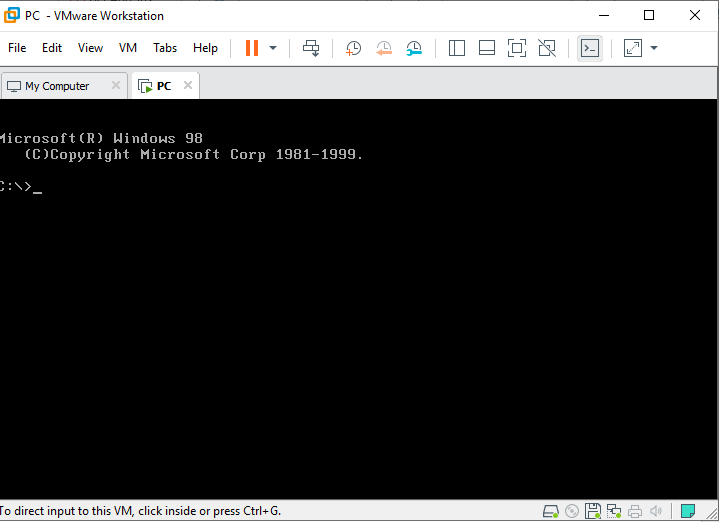 PC - VMware Workstation
File Edit View VM Tabs Help
My Computer PC
Microsoft(R) Windows 98
(C)Copyright Microsoft Corp 1981-1999.
C:\>_
To direct input to this VM, click inside or press Ctrl+G.